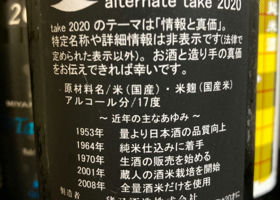 alternate take 2020
take 2020 のテーマは「情報と真価」。
特定名称や詳細情報は非表示です(法律で
定められた表示以外)。お酒と造り手の真価
をお伝えできれば幸いです。
原材料名/米(国産)・米麹(国産米)
アルコール分/17度
~ 近年の主なあゆみ ~
1953年 量より日本酒の品質向上
1964年 純米仕込みに着手
1970年 生酒の販売を始める
2001年 蔵人の酒米栽培を開始
2008年 全量酒米だけを使用
製造者